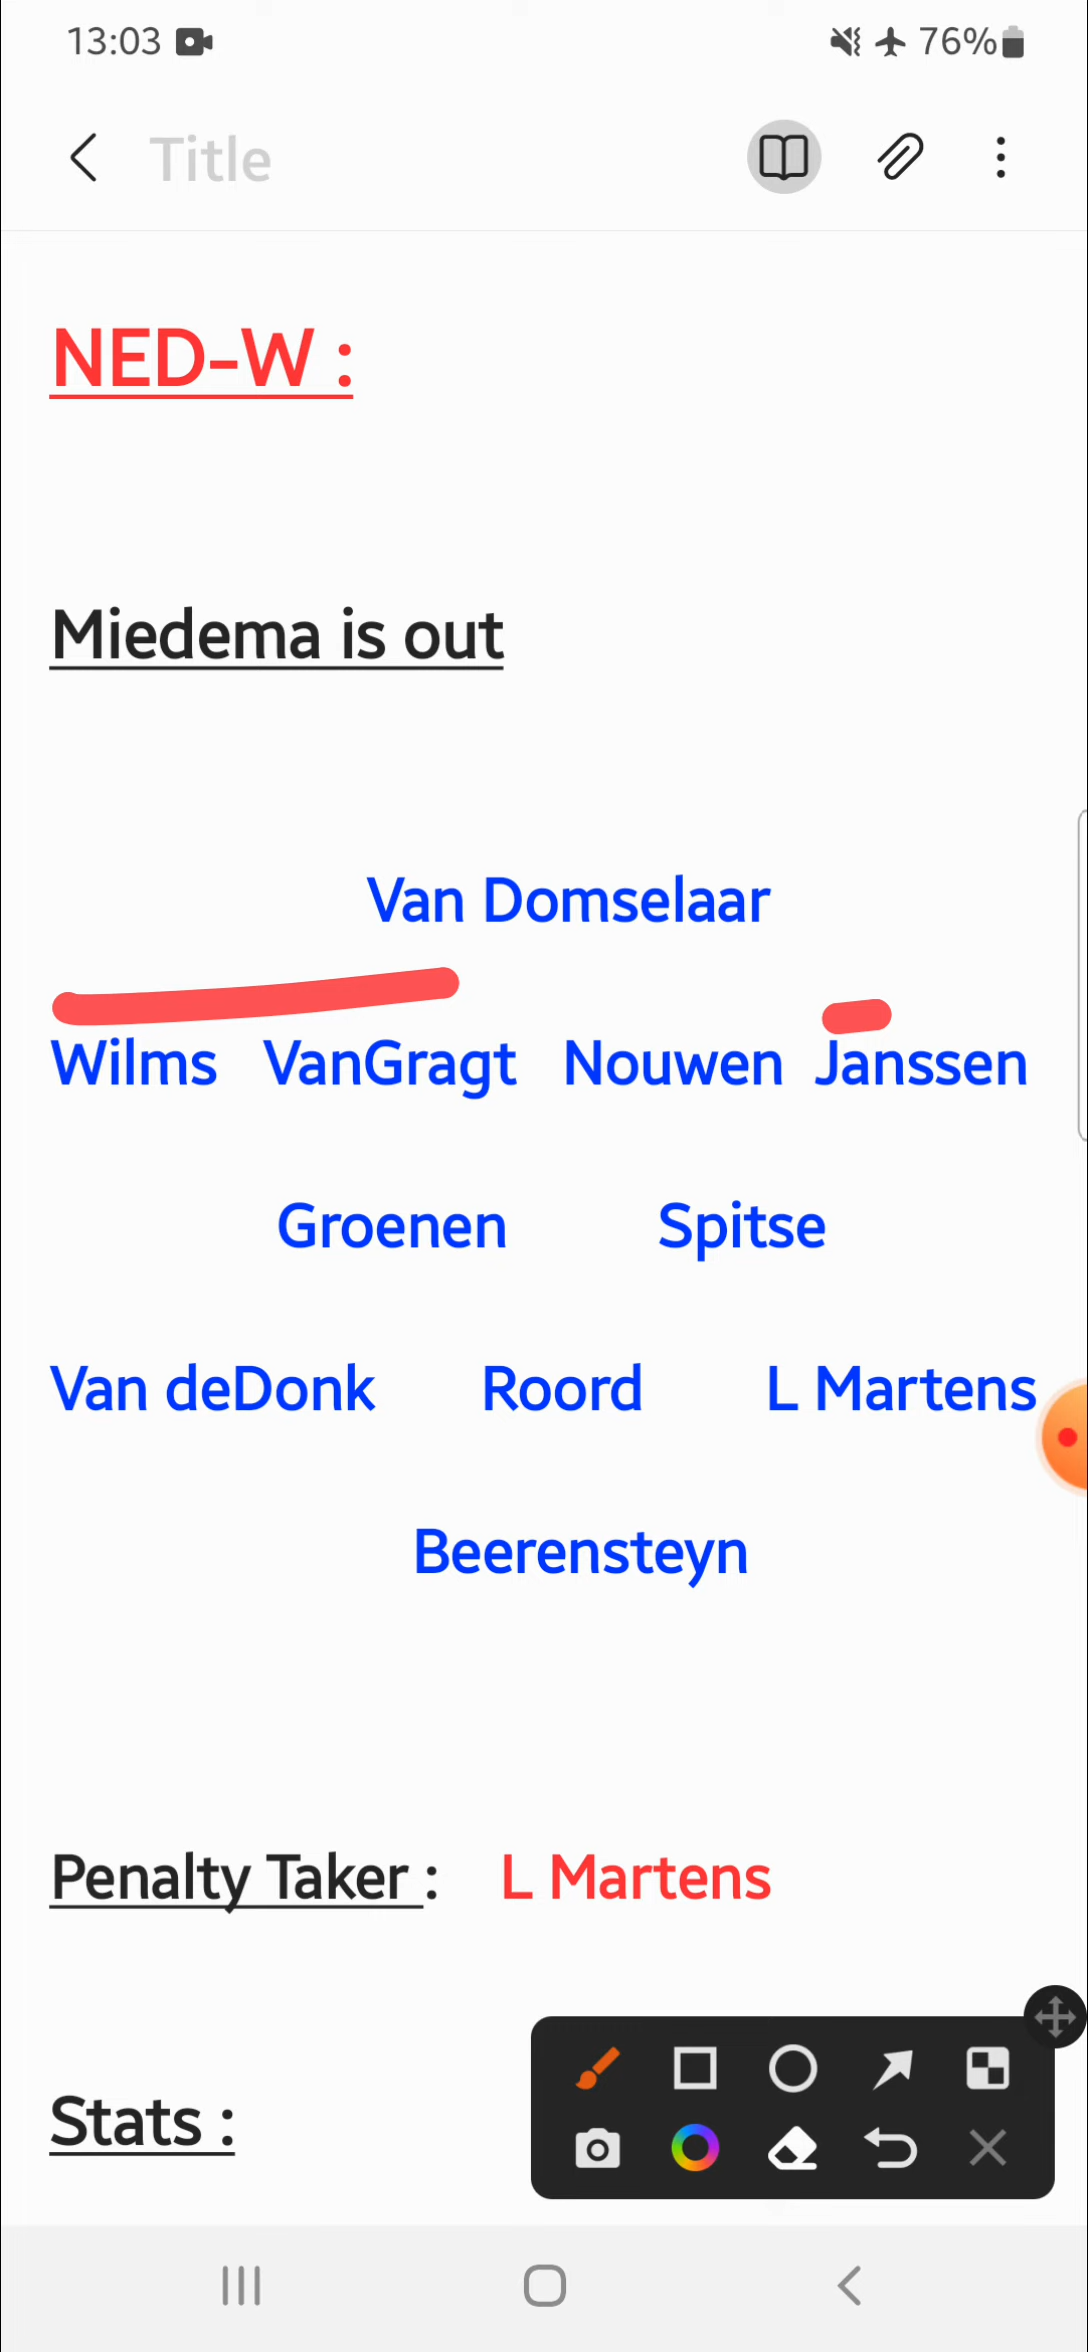 13:03 76%
Title
NED-W :
Miedema is out
Van Domselaar
Wilms VanGragt Nouwen Janssen
Groenen Spitse
Van deDonk Roord L Martens
Beerensteyn
Penalty Taker : L Martens
Stats :